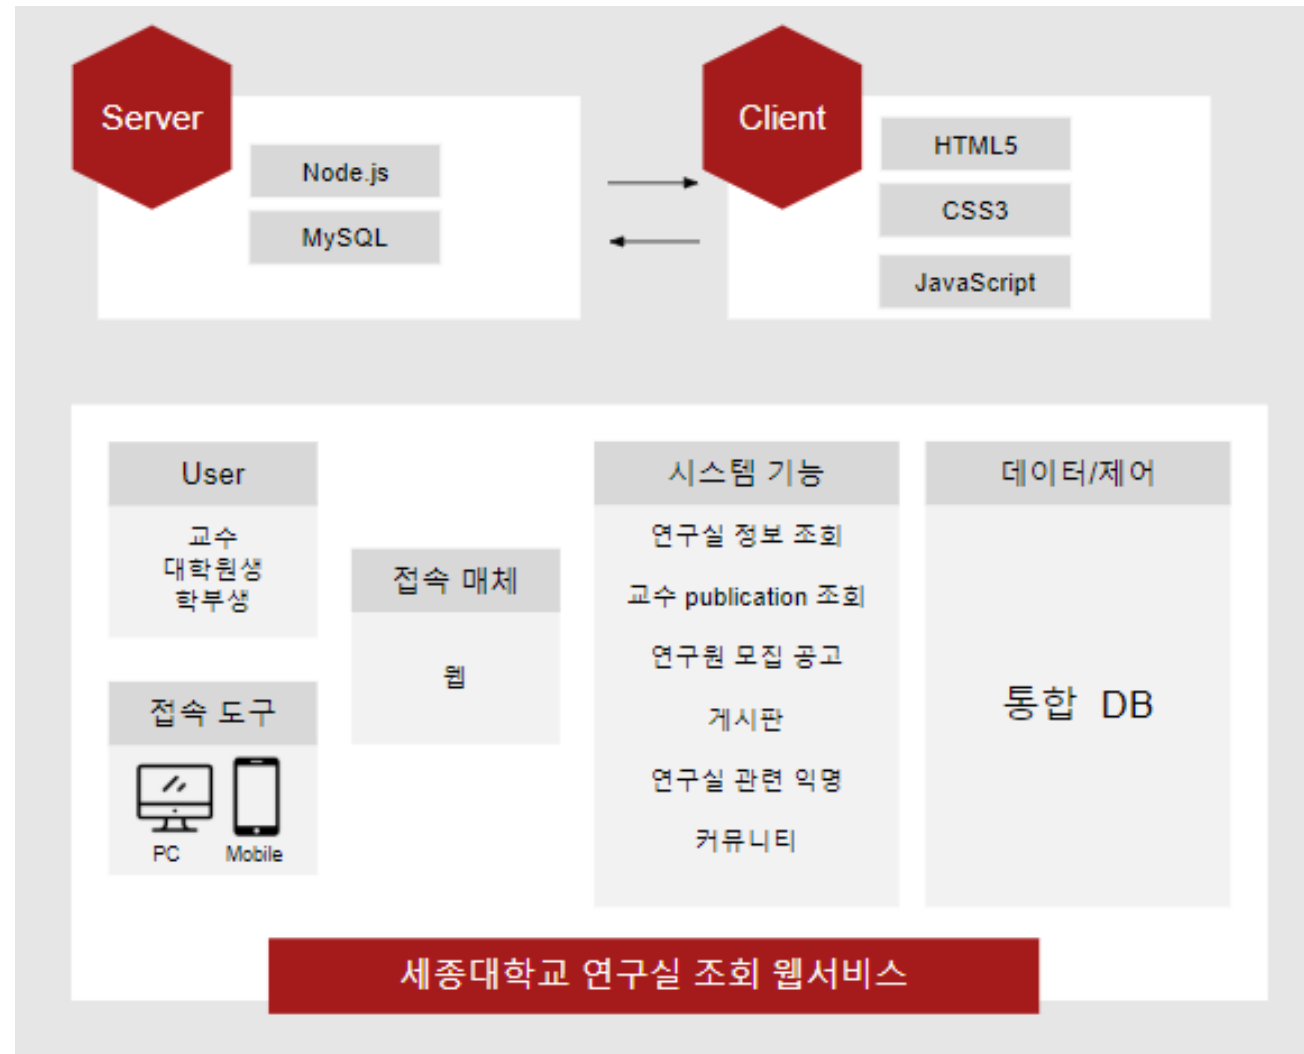 Server
Node.js
MySQL
Client
HTML5
CSS3
JavaScript
User
교수
대학원생
학부생
접속 도구
PC
Mobile
접속 매체
웹
시스템 기능
연구실 정보 조회
교수 publication 조회
연구원 모집 공고
게시판
연구실 관련 익명
커뮤니티
데이터/제어
통합 DB
세종대학교 연구실 조회 웹서비스